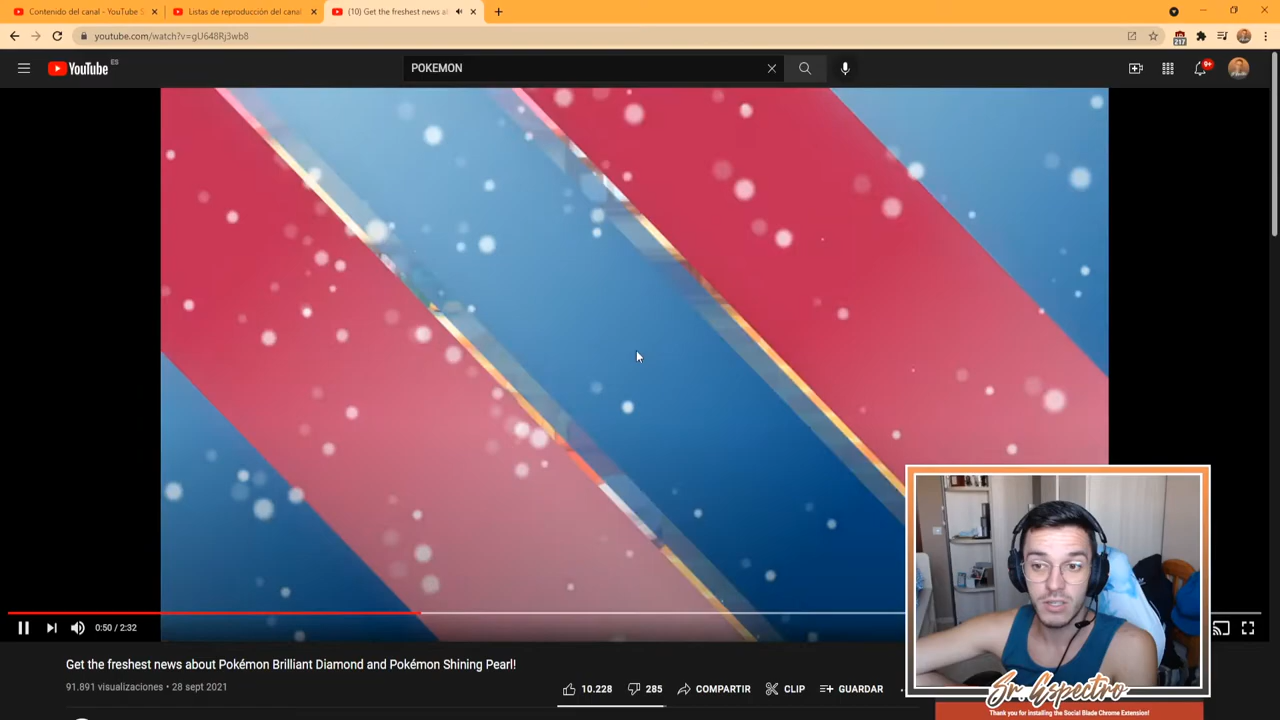 Contenido del canal - YouTube S
Listas de reproducción del canal
(10) Get the freshest news a
youtube.com/watch?v=gU648Rj3wb8
217
YouTube ES
POKEMON
9+
0:50 / 2:32
Get the freshest news about Pokémon Brilliant Diamond and Pokémon Shining Pearl!
91.891 visualizaciones • 28 sept 2021
10.228
285
COMPARTIR
CLIP
GUARDAR
Sr. Espectro
Thank you for installing the Social Blade Chrome Extension!